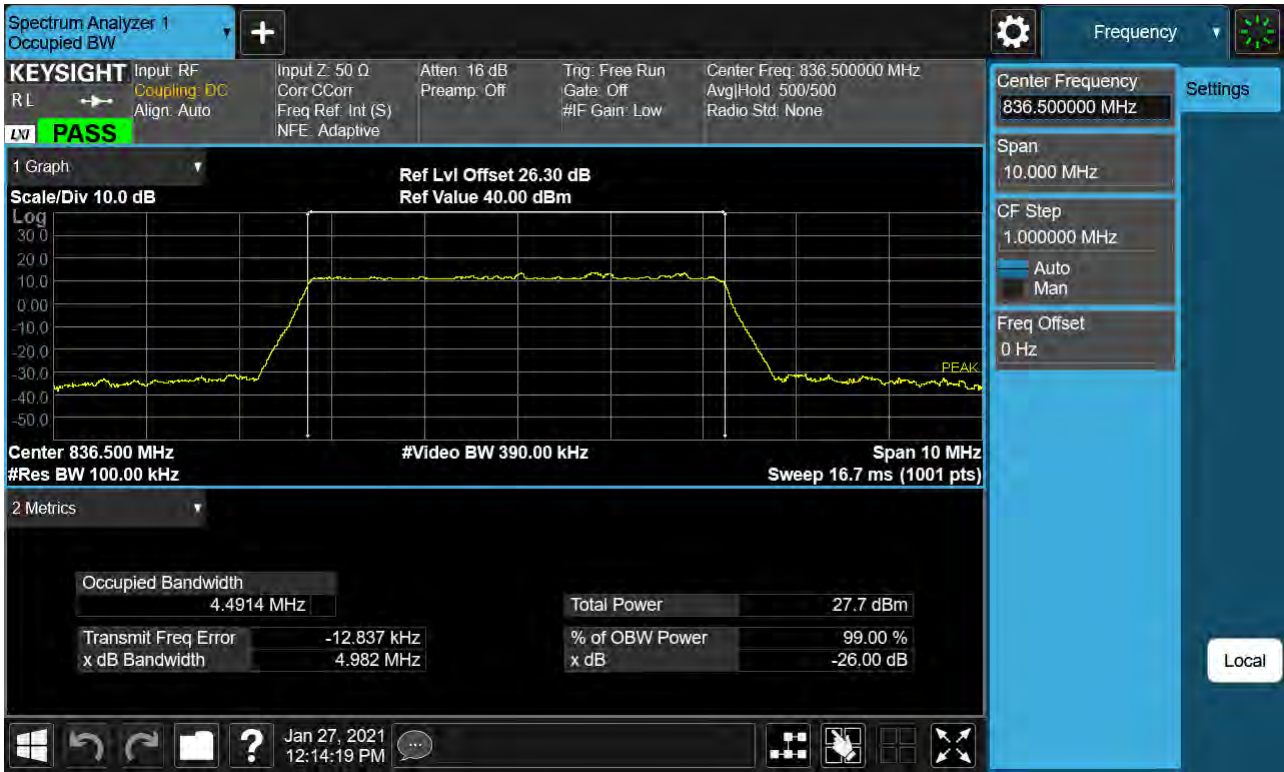 Spectrum Analyzer 1
Occupied BW
+
Frequency
KEYSIGHT
R L
LXI PASS
Input: RF
Coupling: DC
Align: Auto
Input Z: 50 Ω
Corr CCorr
Freq Ref: Int (S)
NFE: Adaptive
Atten: 16 dB
Preamp: Off
Trig: Free Run
Gate: Off
#IF Gain: Low
Center Freq: 836.500000 MHz
Avg|Hold: 500/500
Radio Std: None
Center Frequency
836.500000 MHz
Settings
Span
10.000 MHz
CF Step
1.000000 MHz
Auto
Man
Freq Offset
0 Hz
Local
1 Graph
Scale/Div 10.0 dB
Ref Lvl Offset 26.30 dB
Ref Value 40.00 dBm
Log
30.0
20.0
10.0
0.00
-10.0
-20.0
-30.0
-40.0
-50.0
PEAK
Center 836.500 MHz
#Video BW 390.00 kHz
Span 10 MHz
#Res BW 100.00 kHz
Sweep 16.7 ms (1001 pts)
2 Metrics
Occupied Bandwidth
4.4914 MHz
Total Power 27.7 dBm
Transmit Freq Error -12.837 kHz
% of OBW Power 99.00 %
x dB Bandwidth 4.982 MHz
x dB -26.00 dB
?
Jan 27, 2021
12:14:19 PM